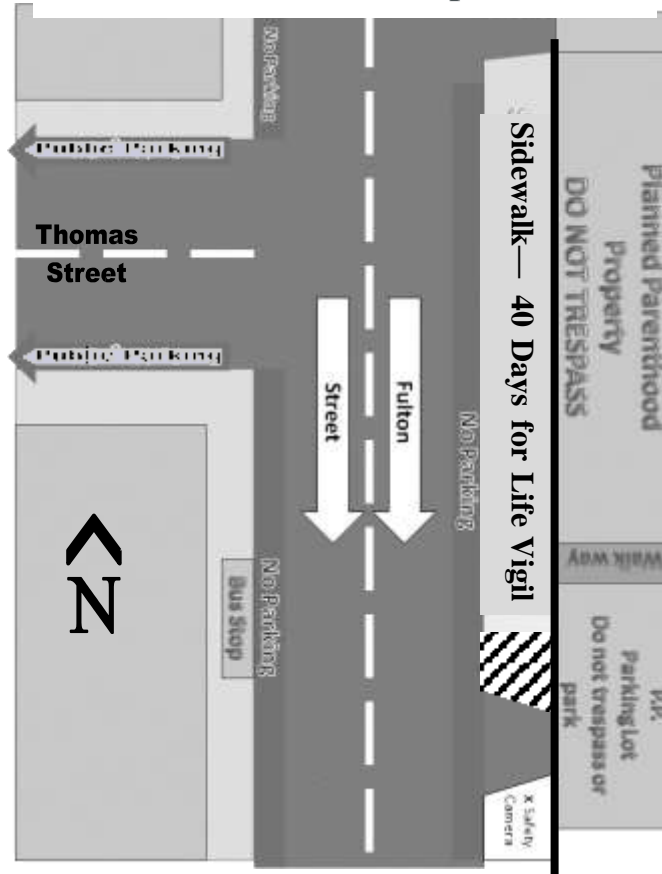 No Parking
Public Parking
Thomas
Street
Public Parking
Street
Fulton
No Parking
Sidewalk— 40 Days for Life Vigil
Planned Parenthood
Property
DO NOT TRESPASS
Walk way
P.P.
Parking Lot
Do not trespass or
park
N
No Parking
Bus Stop
X Safety
Camera